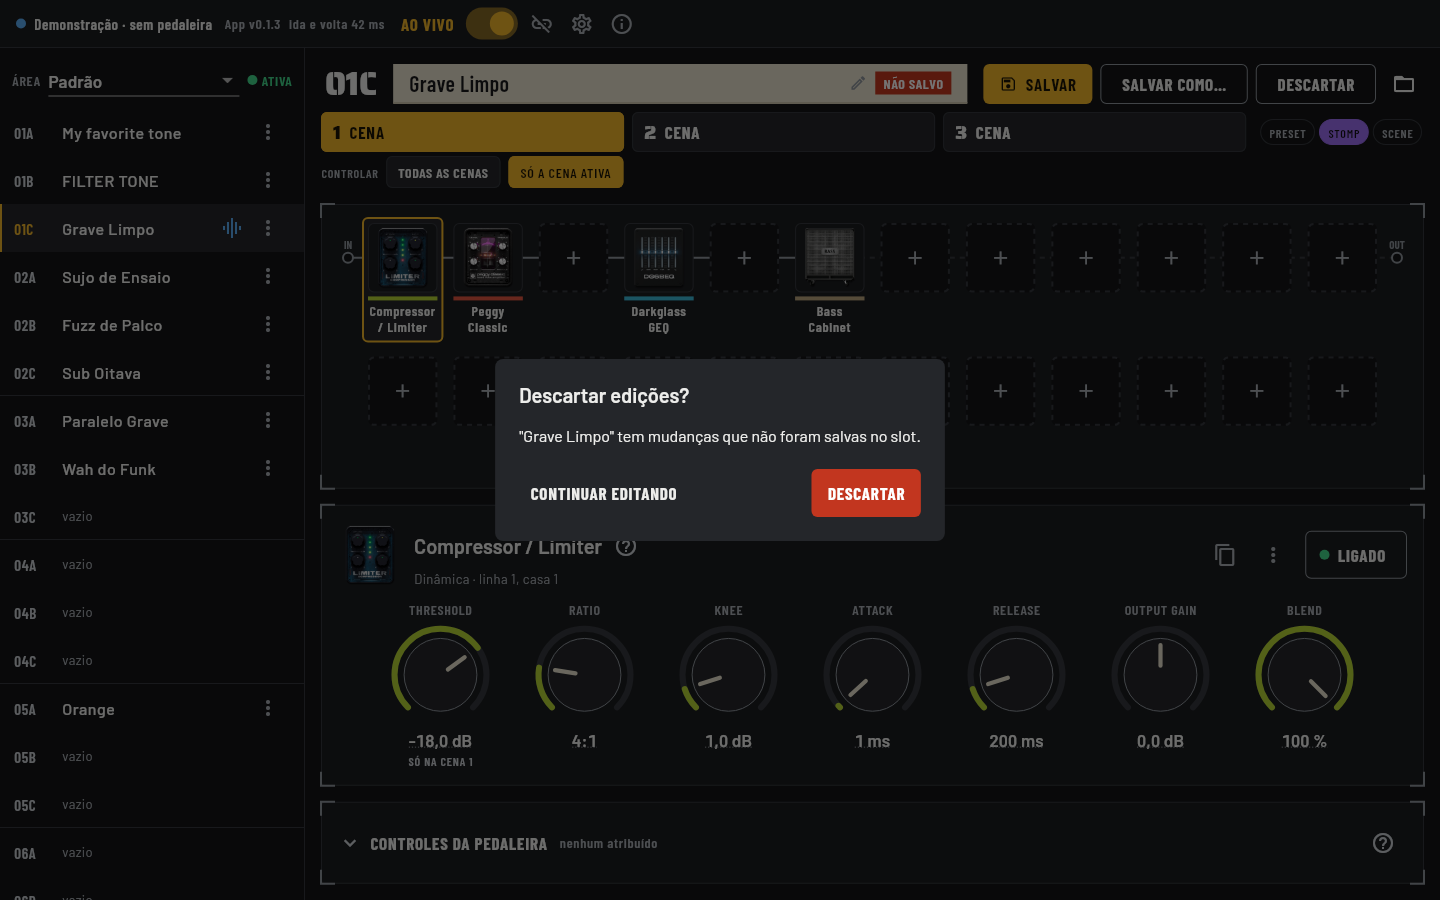 Demonstração · sem pedaleira App v0.1.3 Ida e volta 42 ms AO VIVO
ÁREA Padrão ATIVA
01A My favorite tone
01B FILTER TONE
01C Grave Limpo
02A Sujo de Ensaio
02B Fuzz de Palco
02C Sub Oitava
03A Paralelo Grave
03B Wah do Funk
03C vazio
04A vazio
04B vazio
04C vazio
05A Orange
05B vazio
05C vazio
06A vazio
01C Grave Limpo NÃO SALVO SALVAR SALVAR COMO... DESCARTAR
1 CENA 2 CENA 3 CENA PRESET STOMP SCENE
CONTROLAR TODAS AS CENAS SÓ A CENA ATIVA
IN OUT
LIMITER
Compressor / Limiter
Peggy Classic
Darkglass GEQ
Bass Cabinet
Descartar edições?
"Grave Limpo" tem mudanças que não foram salvas no slot.
CONTINUAR EDITANDO DESCARTAR
LIMITER
Compressor / Limiter
Dinâmica · linha 1, casa 1
LIGADO
THRESHOLD RATIO KNEE ATTACK RELEASE OUTPUT GAIN BLEND
-18,0 dB 4:1 1,0 dB 1 ms 200 ms 0,0 dB 100 %
SÓ NA CENA 1
CONTROLES DA PEDALEIRA nenhum atribuído